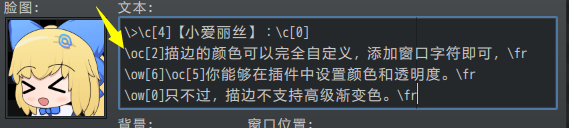 脸图:
文本:
\>\c[4]【小爱丽丝】：\c[0]
\oc[2]描边的颜色可以完全自定义，添加窗口字符即可，\fr
\ow[6]\oc[5]你能够在插件中设置颜色和透明度。\fr
\ow[0]只不过，描边不支持高级渐变色。\fr
背景:
窗口位置: